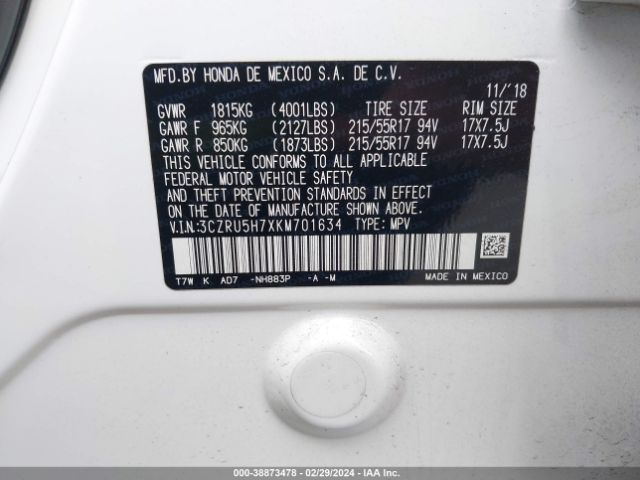 MFD.BY HONDA DE MEXICO S.A. DE C.V.
11/'18
GVWR 1815KG (4001LBS) TIRE SIZE RIM SIZE
GAWR F 965KG (2127LBS) 215/55R17 94V 17X7.5J
GAWR R 850KG (1873LBS) 215/55R17 94V 17X7.5J
THIS VEHICLE CONFORMS TO ALL APPLICABLE
FEDERAL MOTOR VEHICLE SAFETY
AND THEFT PREVENTION STANDARDS IN EFFECT
ON THE DATE OF MANUFACTURE SHOWN ABOVE.
V.I.N:3CZRU5H7XKM701634 TYPE: MPV
T7W K AD7 -NH883P -A -M MADE IN MEXICO
000-38873478 - 02/29/2024 - IAA Inc.